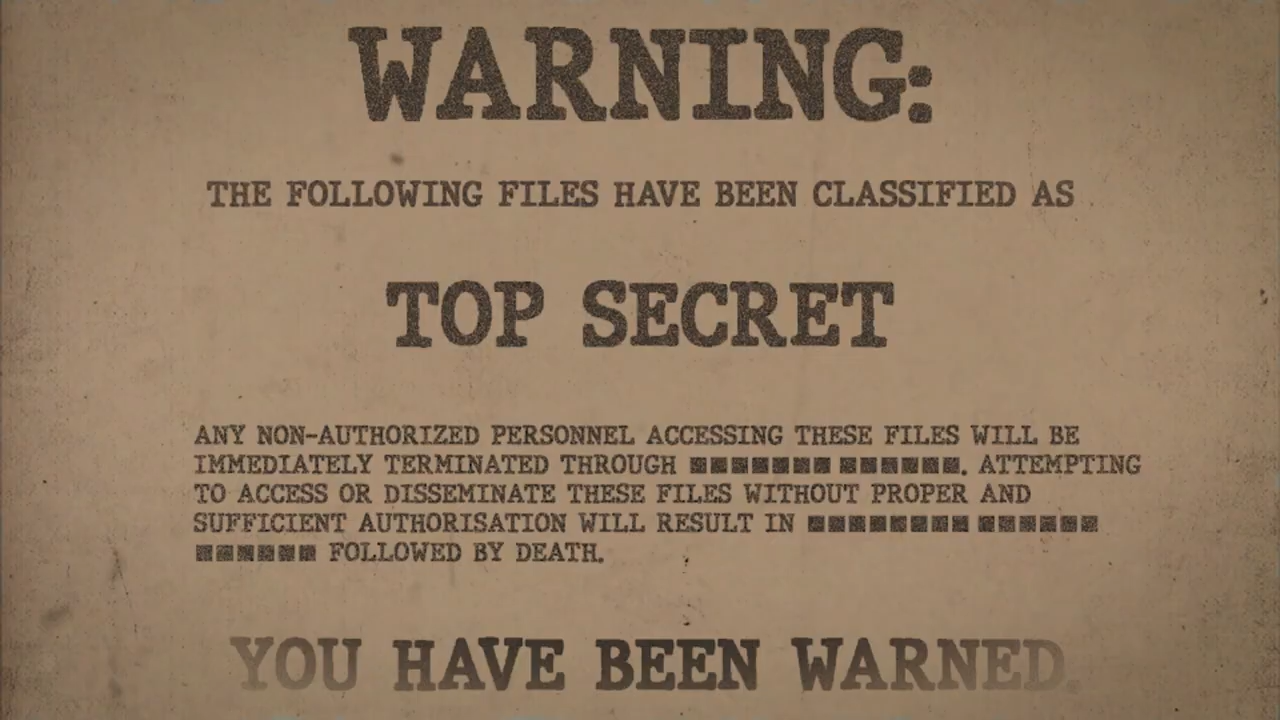 WARNING:
THE FOLLOWING FILES HAVE BEEN CLASSIFIED AS
TOP SECRET
ANY NON-AUTHORIZED PERSONNEL ACCESSING THESE FILES WILL BE
IMMEDIATELY TERMINATED THROUGH ■■■■■■■ ■■■■■■. ATTEMPTING
TO ACCESS OR DISSEMINATE THESE FILES WITHOUT PROPER AND
SUFFICIENT AUTHORISATION WILL RESULT IN ■■■■■■■■ ■■■■■■
■■■■■■ FOLLOWED BY DEATH.
YOU HAVE BEEN WARNED.